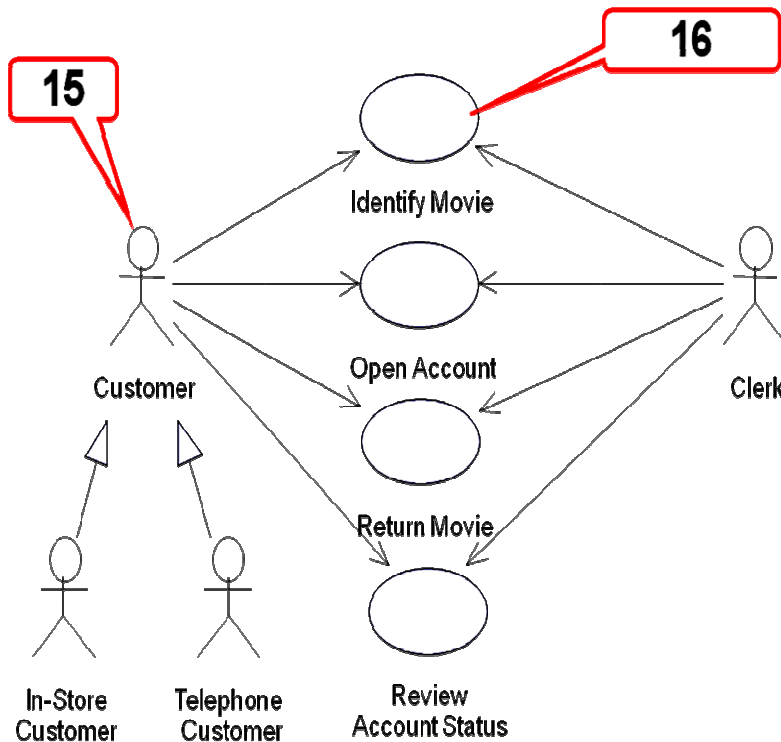 16
15
Identify Movie
Open Account
Customer
Clerk
Return Movie
In-Store
Customer
Telephone
Customer
Review
Account Status